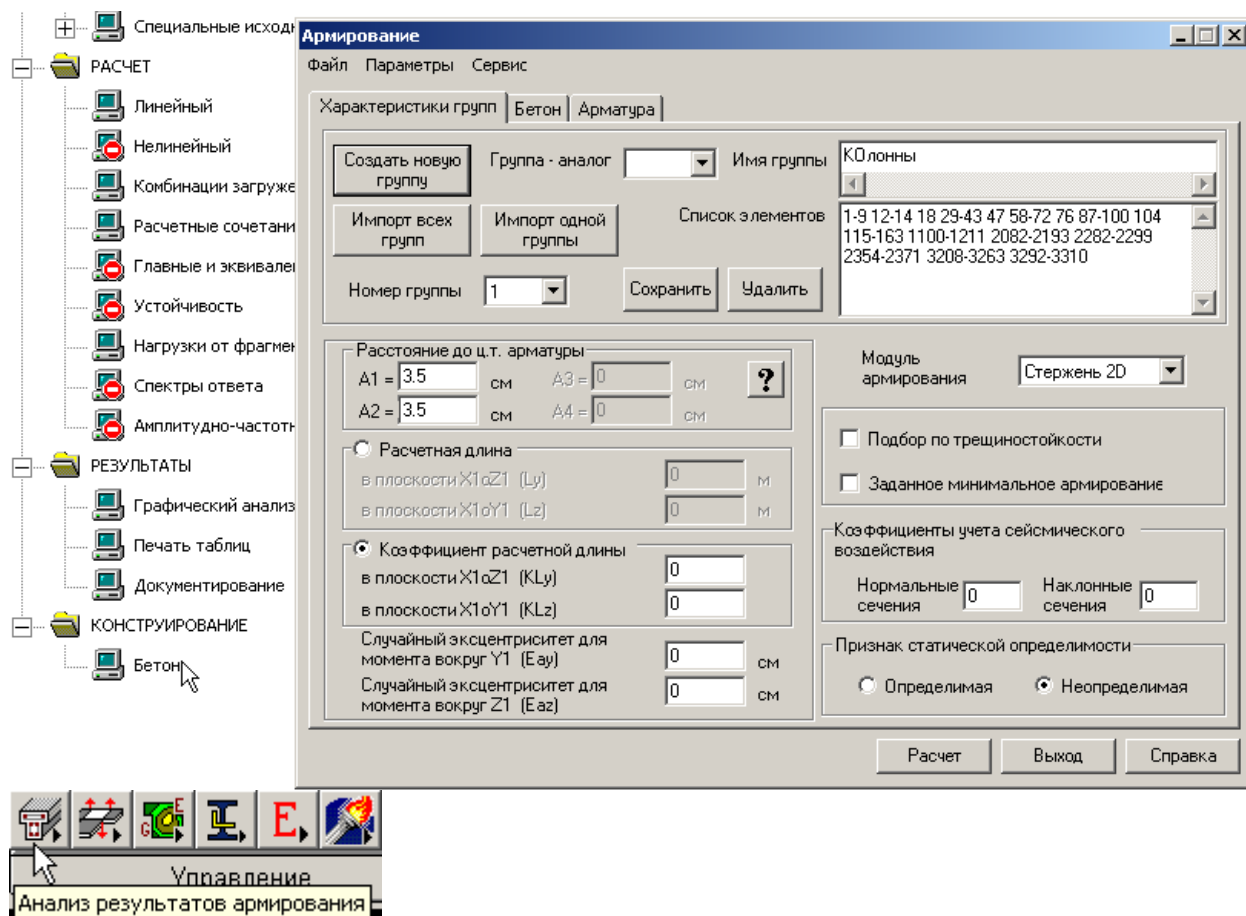 Специальные исход
РАСЧЕТ
Линейный
Нелинейный
Комбинации загруже
Расчетные сочетани
Главные и эквивале
Устойчивость
Нагрузки от фрагмен
Спектры ответа
Амплитудно-частотн
РЕЗУЛЬТАТЫ
Графический анализ
Печать таблиц
Документирование
КОНСТРУИРОВАНИЕ
Бетон
Армирование
Файл Параметры Сервис
Характеристики групп Бетон Арматура
Создать новую группу
Группа - аналог
Имя группы
КОлонны
Импорт всех групп
Импорт одной группы
Список элементов
1-9 12-14 18 29-43 47 58-72 76 87-100 104
115-163 1100-1211 2082-2193 2282-2299
2354-2371 3208-3263 3292-3310
Номер группы 1
Сохранить
Удалить
Расстояние до ц.т. арматуры
A1 = 3.5 см A3 = 0 см ?
A2 = 3.5 см A4 = 0 см
Расчетная длина
в плоскости X1oZ1 (Ly) 0 м
в плоскости X1oY1 (Lz) 0 м
Коэффициент расчетной длины
в плоскости X1oZ1 (KLy) 0
в плоскости X1oY1 (KLz) 0
Случайный эксцентриситет для
момента вокруг Y1 (Eay) 0 см
Случайный эксцентриситет для
момента вокруг Z1 (Eaz) 0 см
Модуль
армирования
Стержень 2D
Подбор по трещиностойкости
Заданное минимальное армирование
Коэффициенты учета сейсмического
воздействия
Нормальные сечения 0
Наклонные сечения 0
Признак статической определимости
Определимая Неопределимая
Расчет Выход Справка
E
G
E
Управление
Анализ результатов армирования